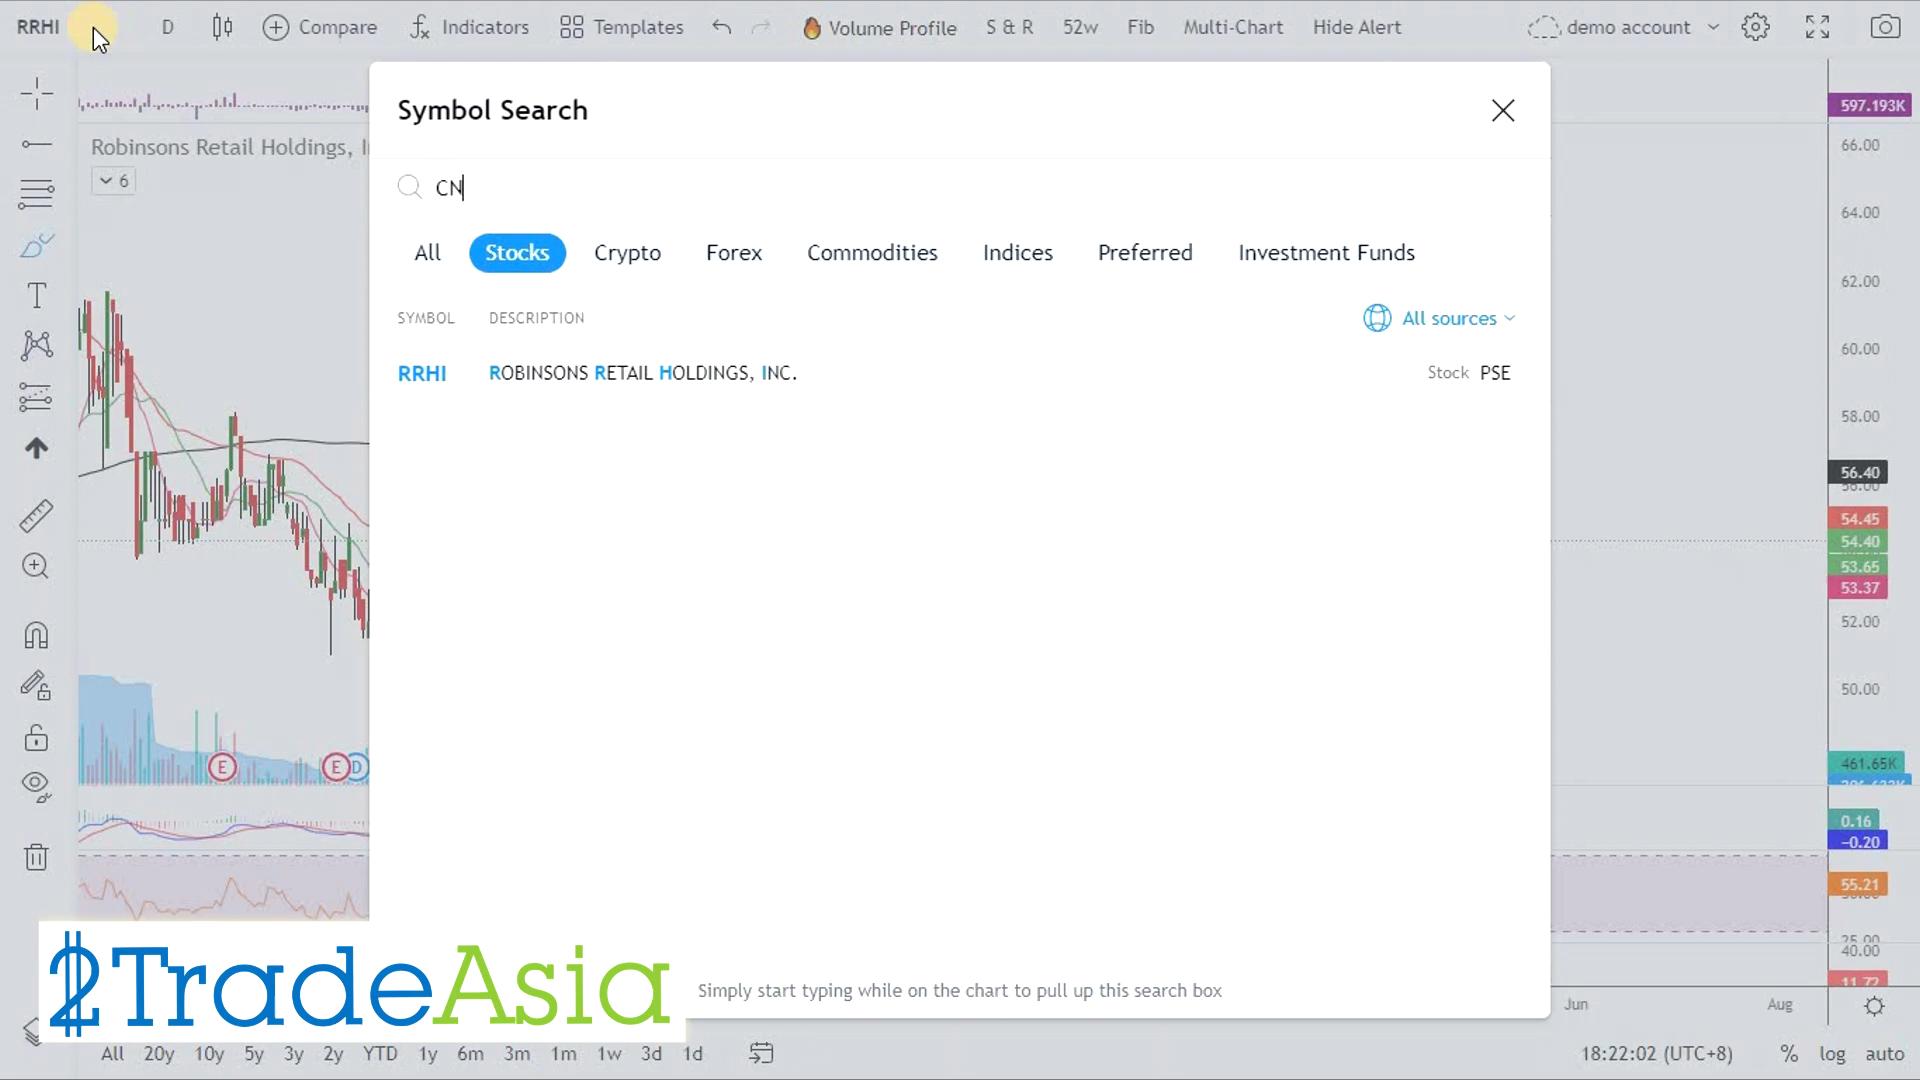 RRHI D Compare Indicators Templates Volume Profile S & R 52w Fib Multi-Chart Hide Alert demo account
Symbol Search
597.193K
Robinsons Retail Holdings,
66.00
6
CN
64.00
All Stocks Crypto Forex Commodities Indices Preferred Investment Funds
62.00
SYMBOL DESCRIPTION All sources
60.00
RRHI ROBINSONS RETAIL HOLDINGS, INC. Stock PSE
58.00
56.40
54.45
54.40
53.65
53.37
52.00
50.00
E E D
461.65K
0.16
−0.20
55.21
25.00
40.00
11.72
2TradeAsia
Simply start typing while on the chart to pull up this search box
Jun Aug
All 20y 10y 5y 3y 2y YTD 1y 6m 3m 1m 1w 3d 1d 18:22:02 (UTC+8) % log auto